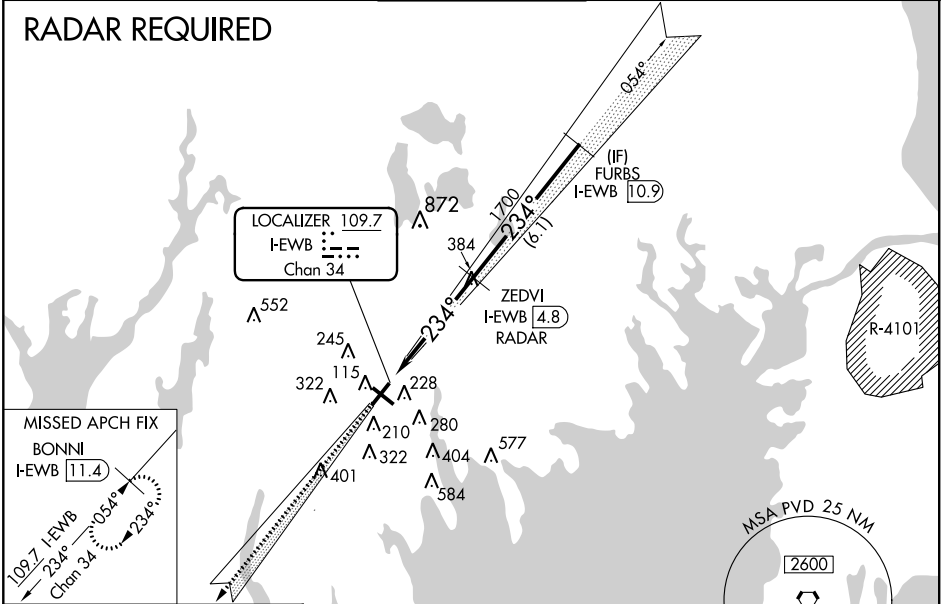 RADAR REQUIRED
054°
(IF)
FURBS
I-EWB 10.9
1700
234°
(6.1)
872
LOCALIZER 109.7
I-EWB
Chan 34
384
ZEDVI
I-EWB 4.8
RADAR
234°
552
R-4101
245
115
322
228
210
280
322
404
577
401
584
MISSED APCH FIX
BONNI
I-EWB 11.4
054°
234°
109.7 I-EWB
234°
Chan 34
MSA PVD 25 NM
2600